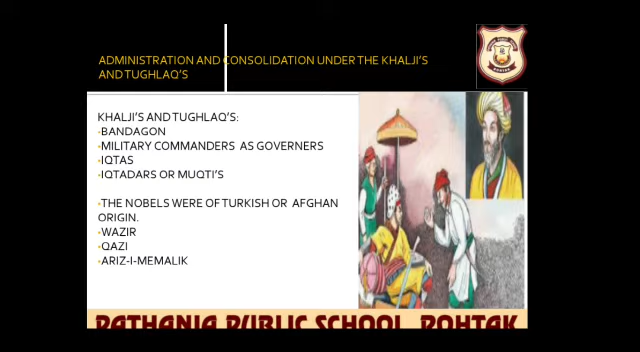 ADMINISTRATION AND CONSOLIDATION UNDER THE KHALJI'S
AND TUGHLAQ'S
KHALJI'S AND TUGHLAQ'S:
•BANDAGON
•MILITARY COMMANDERS AS GOVERNERS
•IQTAS
•IQTADARS OR MUQTI'S
•THE NOBELS WERE OF TURKISH OR AFGHAN
ORIGIN.
•WAZIR
•QAZI
•ARIZ-I-MEMALIK
PATHANIA PUBLIC SCHOOL, ROHTAK